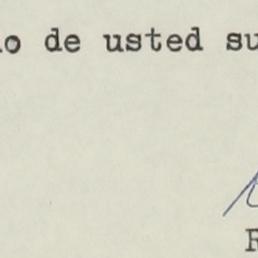 o de usted su